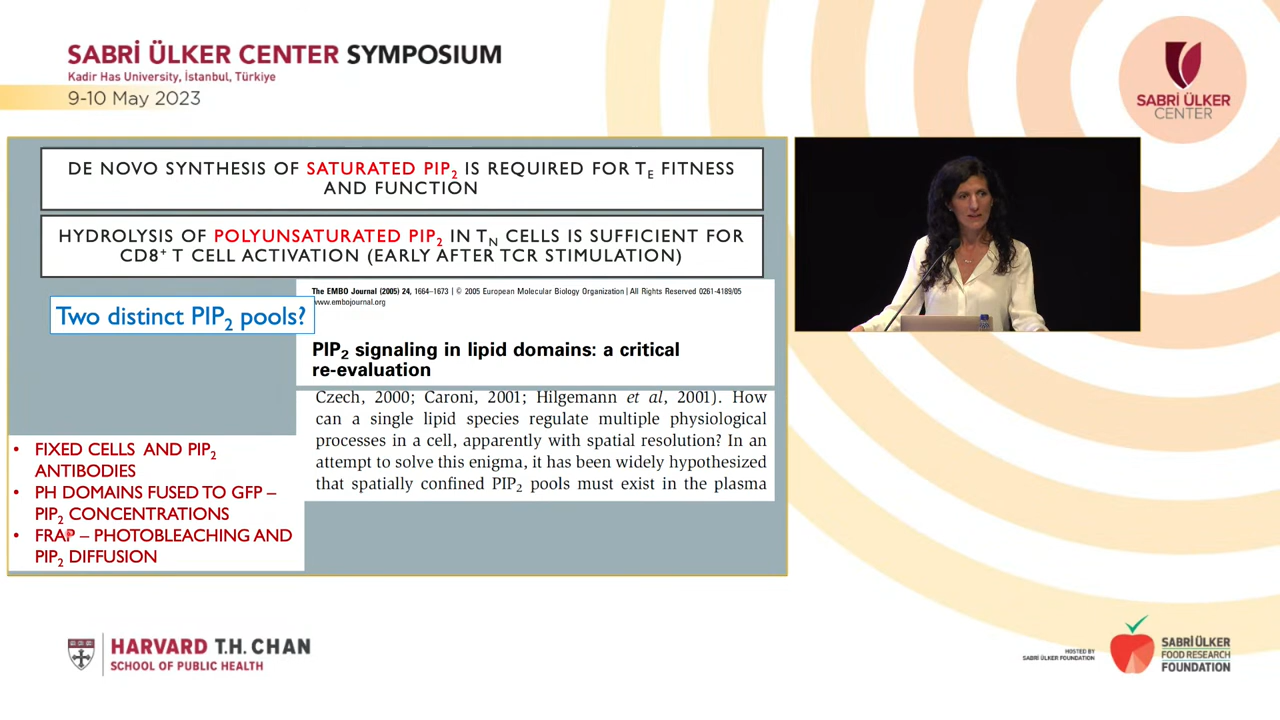 SABRİ ÜLKER CENTER SYMPOSIUM
Kadir Has University, İstanbul, Türkiye
9-10 May 2023
SABRİ ÜLKER
CENTER
DE NOVO SYNTHESIS OF SATURATED PIP₂ IS REQUIRED FOR T_E FITNESS
AND FUNCTION
HYDROLYSIS OF POLYUNSATURATED PIP₂ IN T_N CELLS IS SUFFICIENT FOR
CD8⁺ T CELL ACTIVATION (EARLY AFTER TCR STIMULATION)
The EMBO Journal (2005) 24, 1664–1673 | © 2005 European Molecular Biology Organization | All Rights Reserved 0261-4189/05
www.embojournal.org
Two distinct PIP₂ pools?
PIP₂ signaling in lipid domains: a critical
re-evaluation
Czech, 2000; Caroni, 2001; Hilgemann et al, 2001). How
can a single lipid species regulate multiple physiological
processes in a cell, apparently with spatial resolution? In an
attempt to solve this enigma, it has been widely hypothesized
that spatially confined PIP₂ pools must exist in the plasma
• FIXED CELLS AND PIP₂
ANTIBODIES
• PH DOMAINS FUSED TO GFP –
PIP₂ CONCENTRATIONS
• FRAP – PHOTOBLEACHING AND
PIP₂ DIFFUSION
HARVARD T.H. CHAN
SCHOOL OF PUBLIC HEALTH
HOSTED BY
SABRİ ÜLKER FOUNDATION
SABRİ ÜLKER
FOOD RESEARCH
FOUNDATION